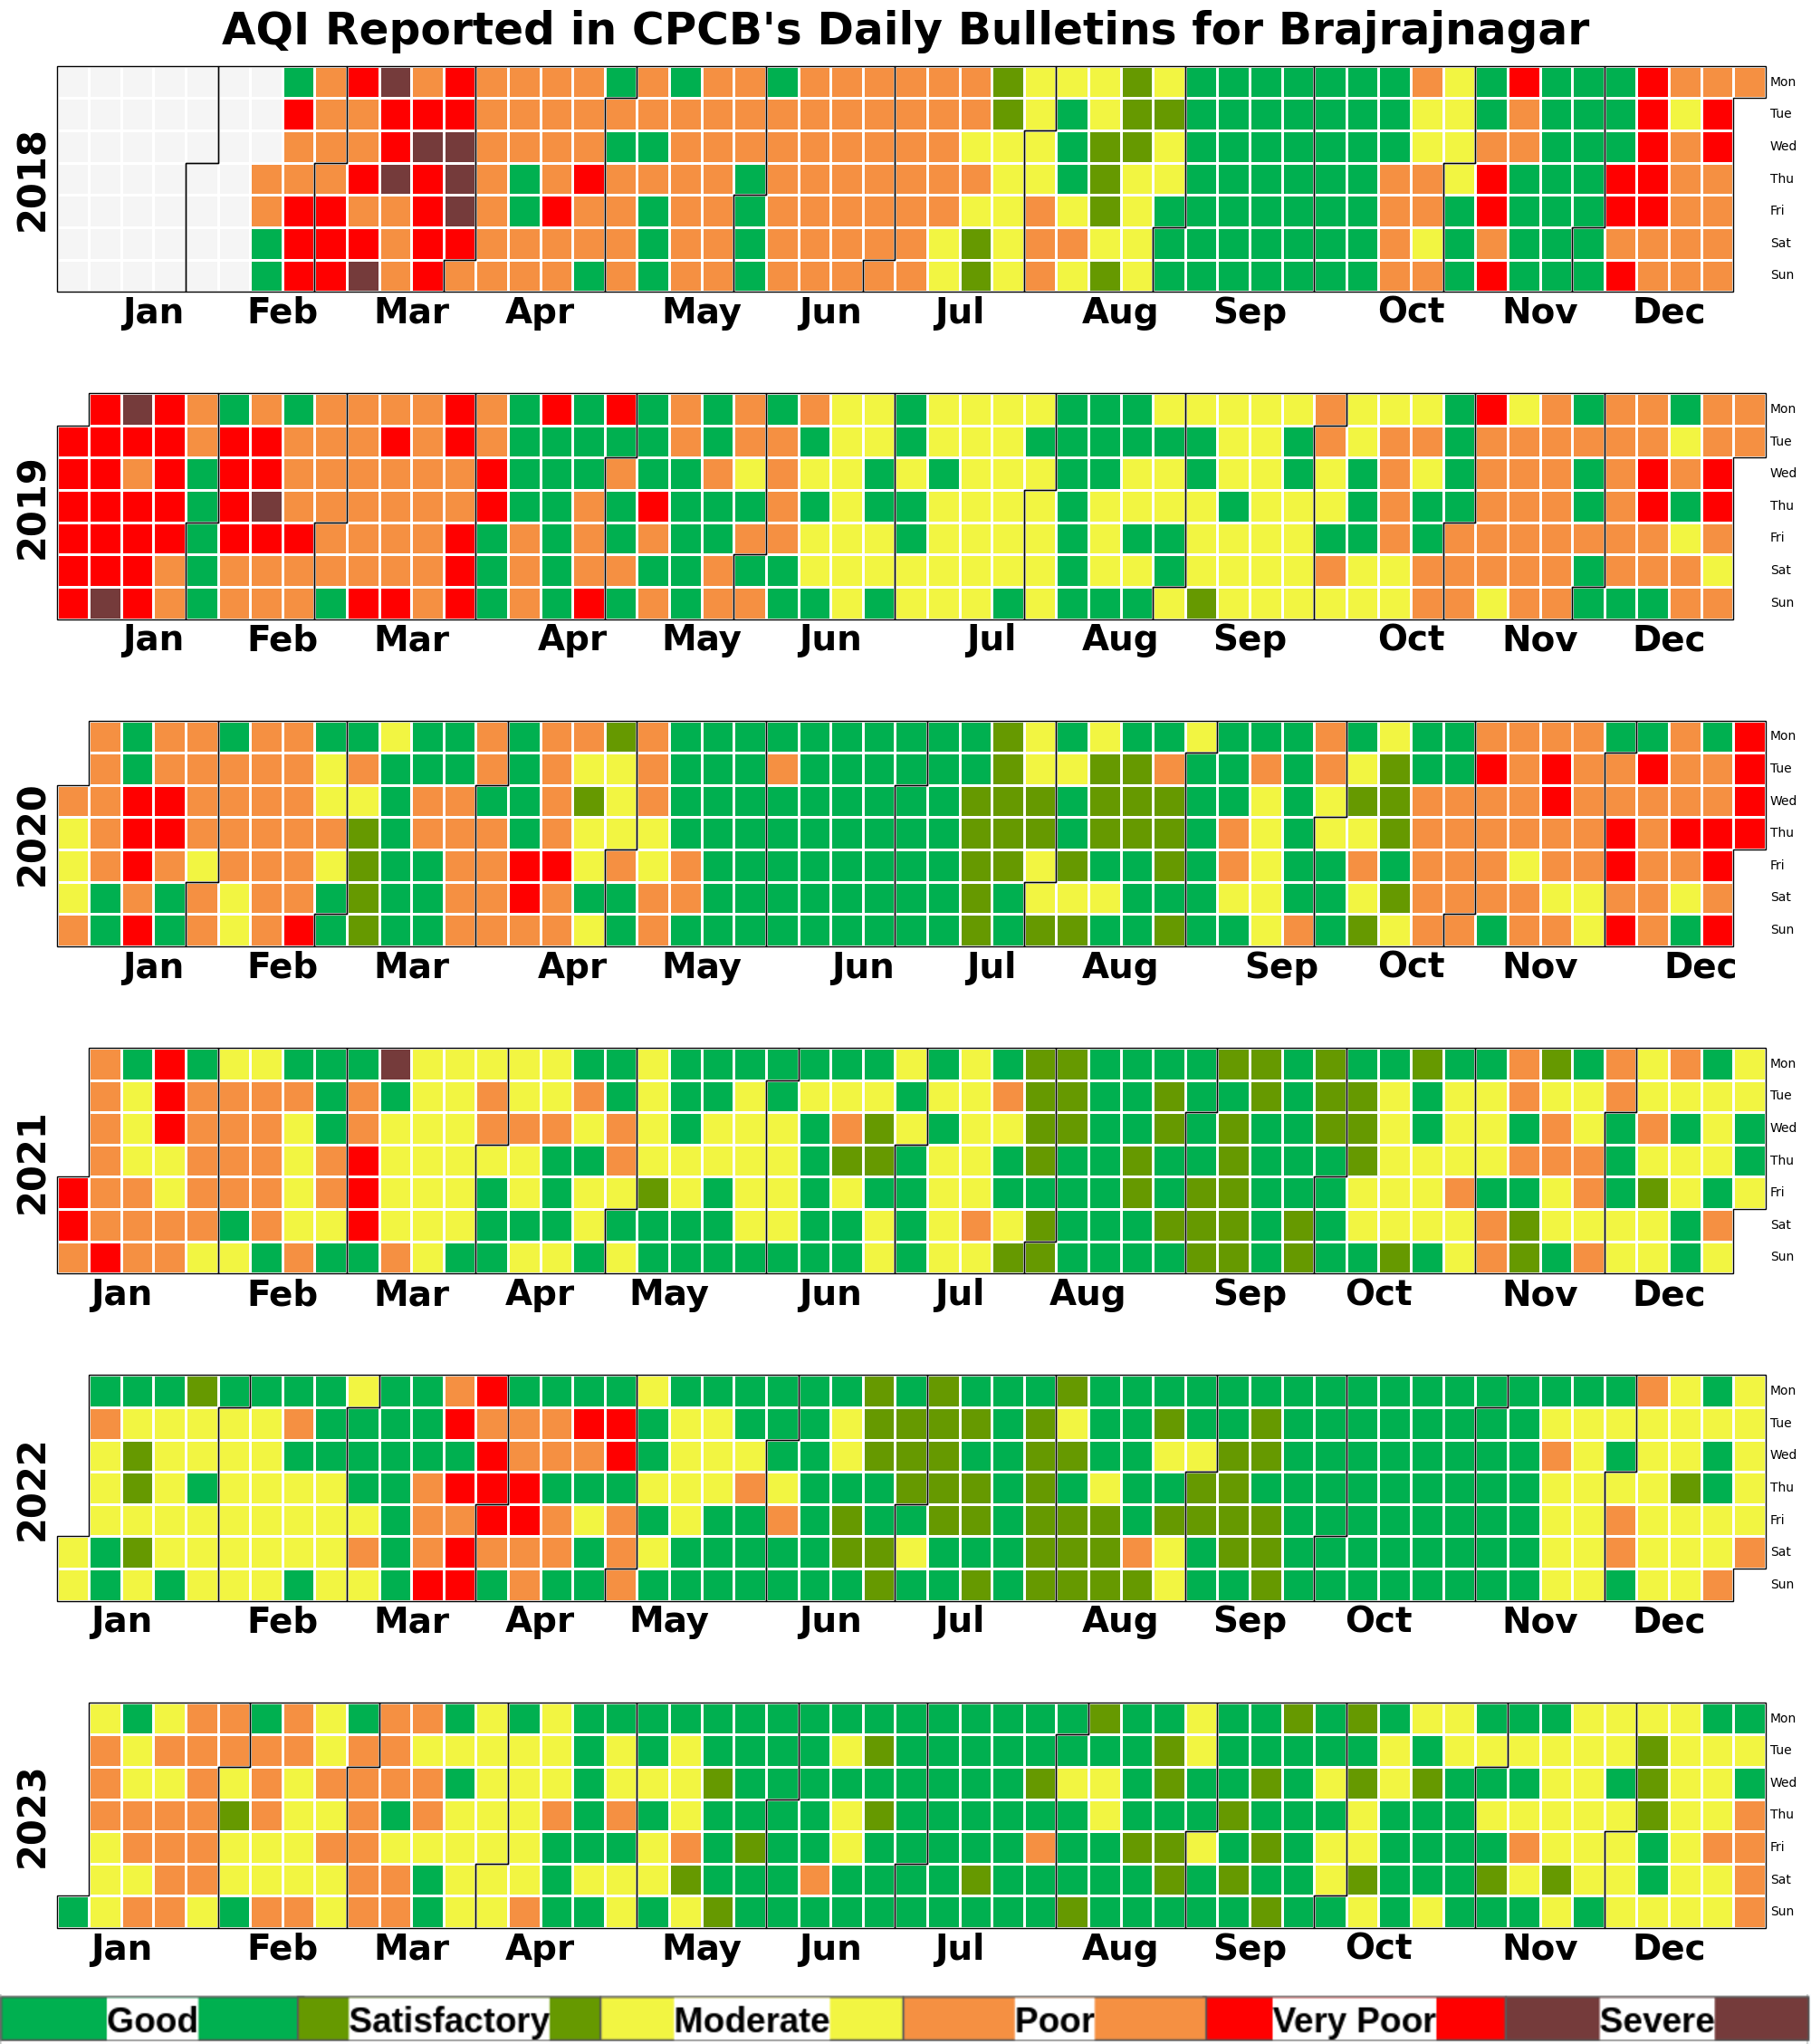 AQI Reported in CPCB's Daily Bulletins for Brajrajnagar
2018
Mon
Tue
Wed
Thu
Fri
Sat
Sun
Jan Feb Mar Apr May Jun Jul Aug Sep Oct Nov Dec
2019
Mon
Tue
Wed
Thu
Fri
Sat
Sun
Jan Feb Mar Apr May Jun Jul Aug Sep Oct Nov Dec
2020
Mon
Tue
Wed
Thu
Fri
Sat
Sun
Jan Feb Mar Apr May Jun Jul Aug Sep Oct Nov Dec
2021
Mon
Tue
Wed
Thu
Fri
Sat
Sun
Jan Feb Mar Apr May Jun Jul Aug Sep Oct Nov Dec
2022
Mon
Tue
Wed
Thu
Fri
Sat
Sun
Jan Feb Mar Apr May Jun Jul Aug Sep Oct Nov Dec
2023
Mon
Tue
Wed
Thu
Fri
Sat
Sun
Jan Feb Mar Apr May Jun Jul Aug Sep Oct Nov Dec
Good Satisfactory Moderate Poor Very Poor Severe